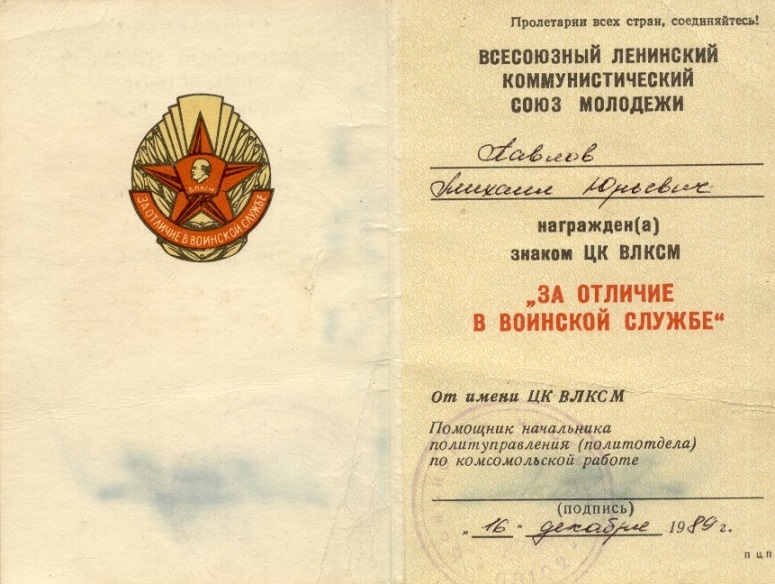 ВЛКСМ
ЗА ОТЛИЧИЕ В ВОИНСКОЙ СЛУЖБЕ
Пролетарии всех стран, соединяйтесь!
ВСЕСОЮЗНЫЙ ЛЕНИНСКИЙ
КОММУНИСТИЧЕСКИЙ
СОЮЗ МОЛОДЕЖИ
Павлов
Михаил Юрьевич
награжден(а)
знаком ЦК ВЛКСМ
„ЗА ОТЛИЧИЕ
В ВОИНСКОЙ СЛУЖБЕ“
От имени ЦК ВЛКСМ
Помощник начальника
политуправления (политотдела)
по комсомольской работе
(подпись)
„16“ декабря 1989 г.
П Ц П